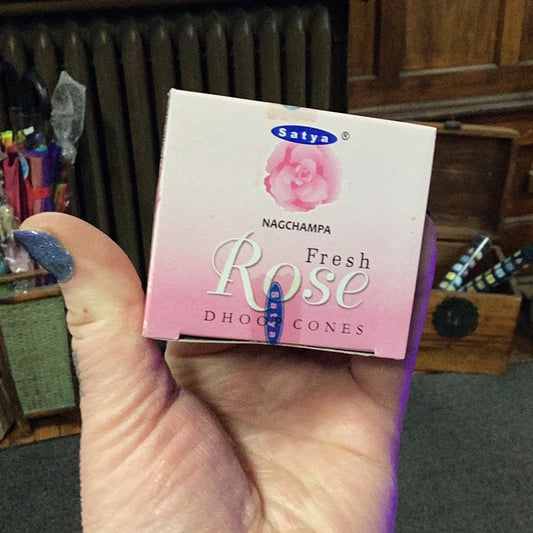 Satya ®
NAGCHAMPA
Fresh
Rose
DHOOP CONES
Satya